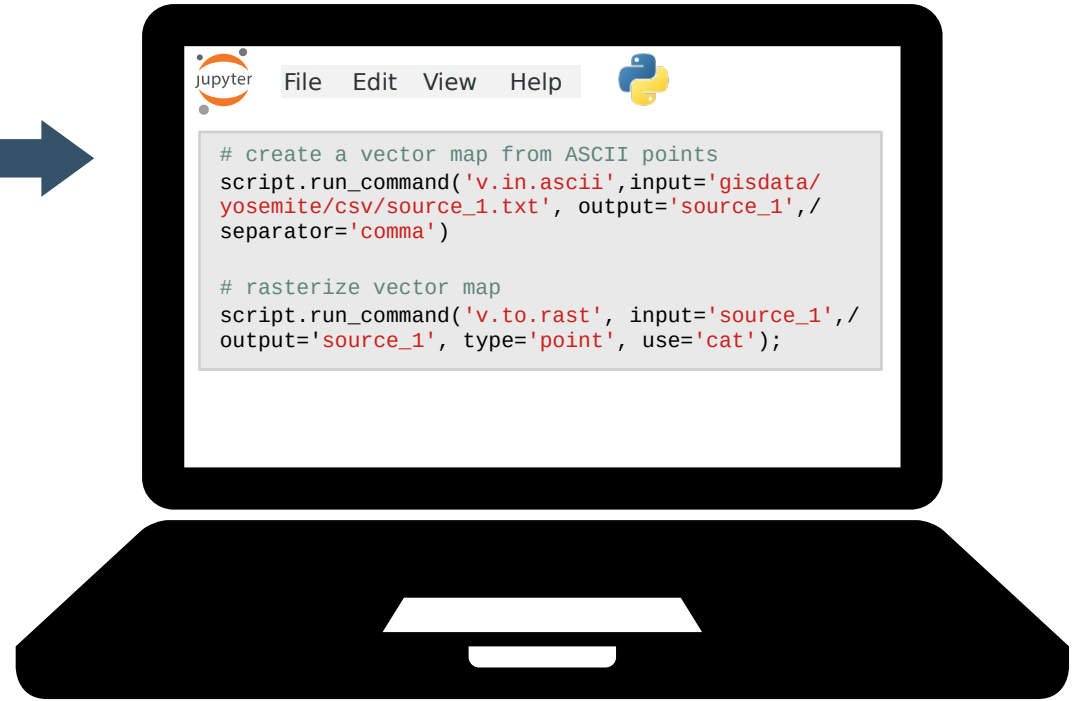 Jupyter
File Edit View Help
# create a vector map from ASCII points
script.run_command('v.in.ascii',input='gisdata/
yosemite/csv/source_1.txt', output='source_1',/
separator='comma')
# rasterize vector map
script.run_command('v.to.rast', input='source_1',/
output='source_1', type='point', use='cat');